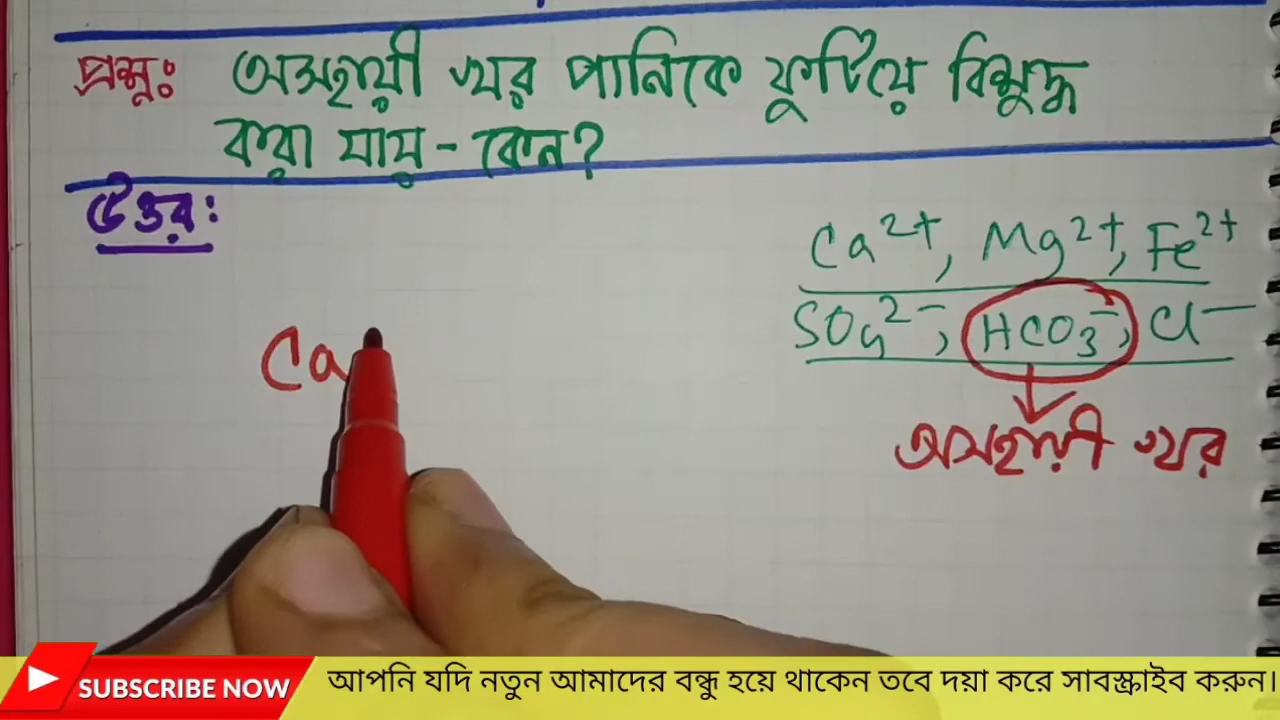 প্রশ্নঃ অস্হায়ী খর পানিকে ফুটিয়ে বিশুদ্ধ
করা যায় - কেন?
উত্তর:
Ca²⁺, Mg²⁺, Fe²⁺
SO₄²⁻, HCO₃⁻, Cl⁻
অসহায়ী খর
Ca
SUBSCRIBE NOW
আপনি যদি নতুন আমাদের বন্ধু হয়ে থাকেন তবে দয়া করে সাবস্ক্রাইব করুন।